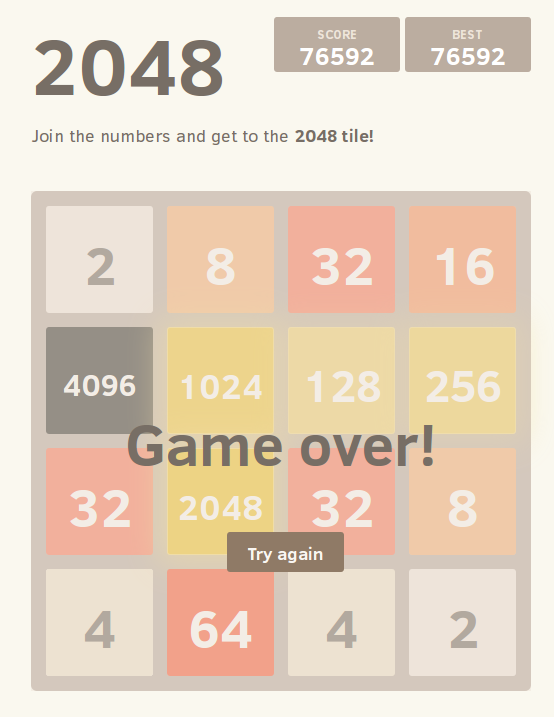 2048
SCORE
76592
BEST
76592
Join the numbers and get to the 2048 tile!
2 8 32 16
4096 1024 128 256
Game over!
32 2048 32 8
Try again
4 64 4 2